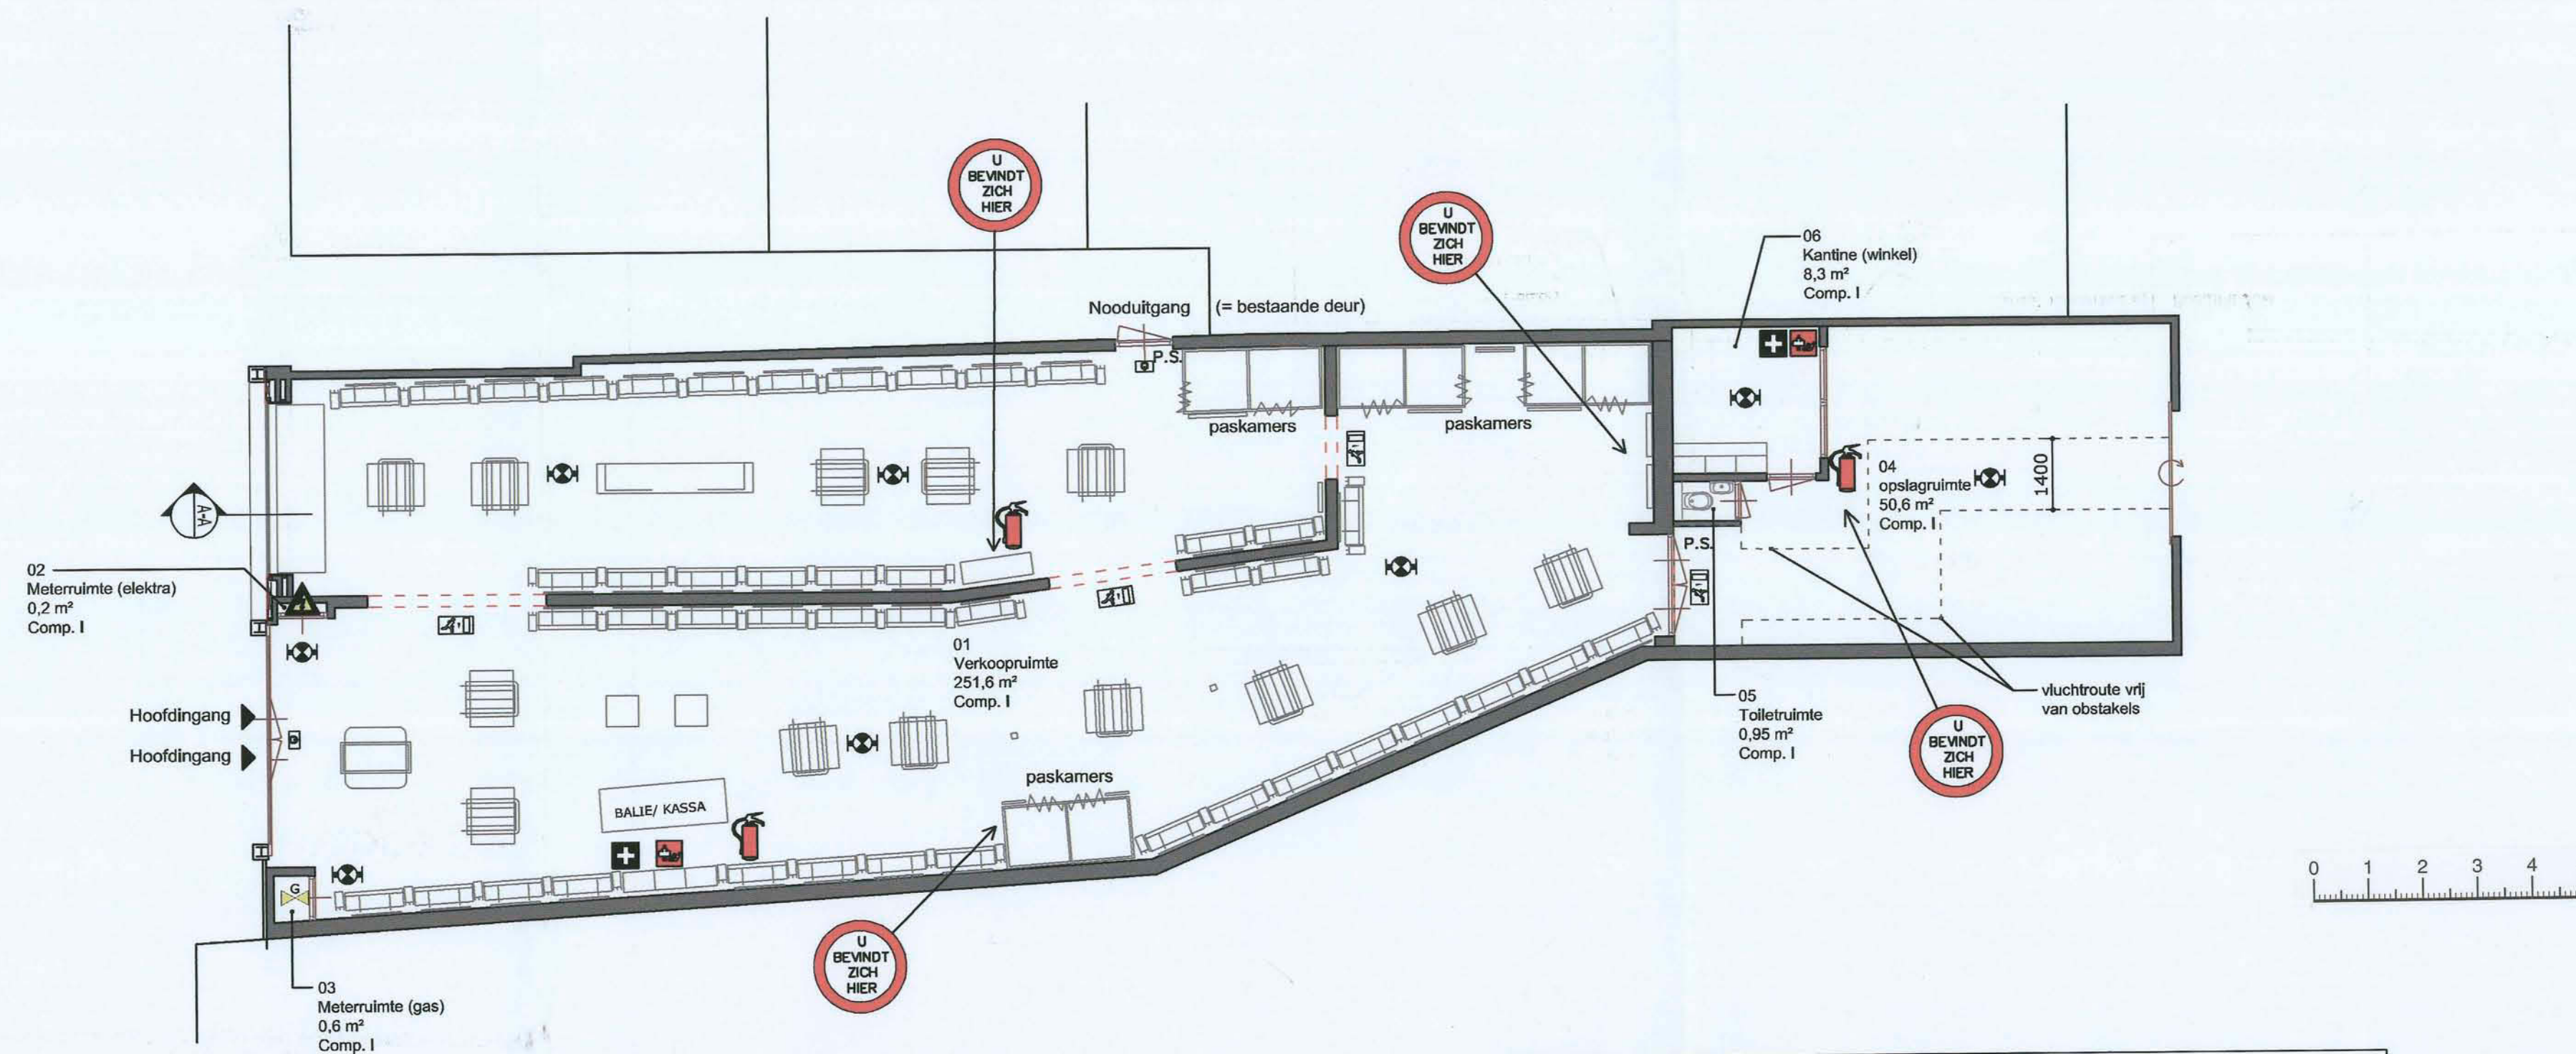 U
BEVINDT
ZICH
HIER
U
BEVINDT
ZICH
HIER
06
Kantine (winkel)
8,3 m²
Comp. I
Nooduitgang (= bestaande deur)
P.S.
paskamers
paskamers
A-A
04
opslagruimte
50,6 m²
Comp. I
1400
02
Meterruimte (elektra)
0,2 m²
Comp. I
P.S.
01
Verkoopruimte
251,6 m²
Comp. I
Hoofdingang
Hoofdingang
05
Toiletruimte
0,95 m²
Comp. I
vluchtroute vrij
van obstakels
U
BEVINDT
ZICH
HIER
paskamers
BALIE/ KASSA
G
0 1 2 3 4
U
BEVINDT
ZICH
HIER
03
Meterruimte (gas)
0,6 m²
Comp. I